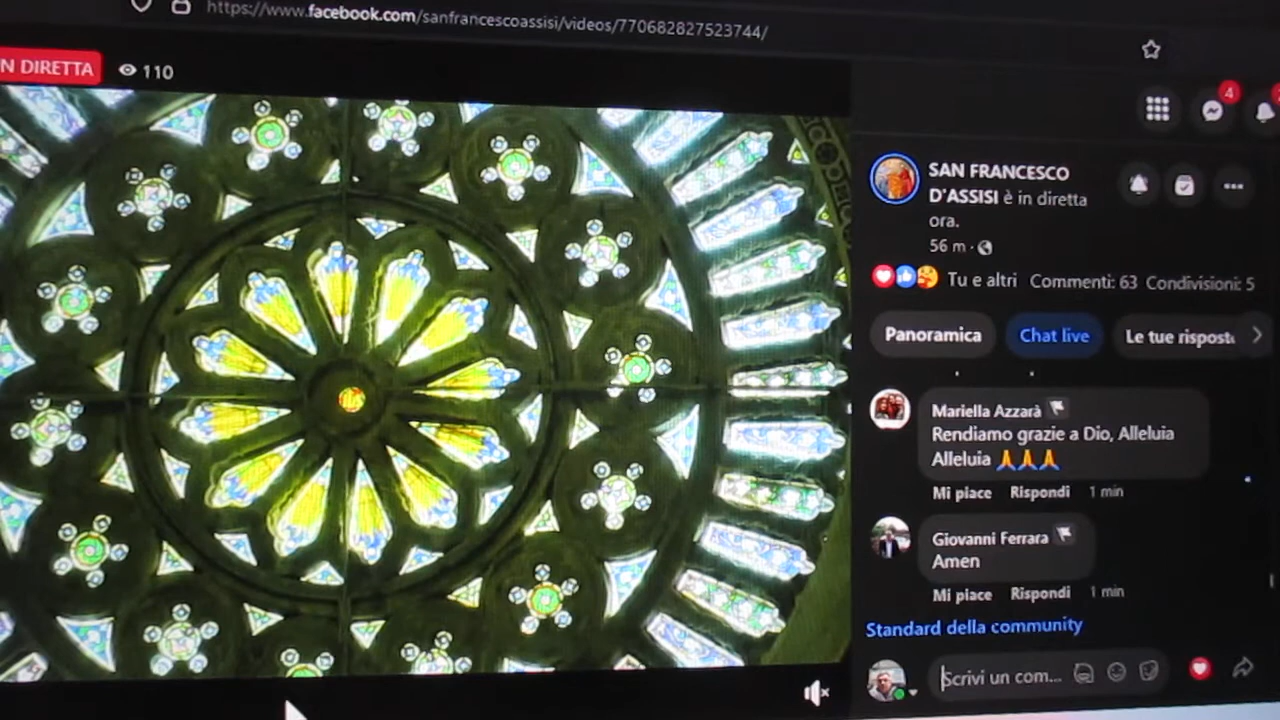 https://www.facebook.com/sanfrancescoassisi/videos/770682827523744/
N DIRETTA 110
4
SAN FRANCESCO
D'ASSISI è in diretta
ora.
56 m ·
Tu e altri Commenti: 63 Condivisioni: 5
Panoramica Chat live Le tue rispost
Mariella Azzarà
Rendiamo grazie a Dio, Alleluia
Alleluia 🙏🙏🙏
Mi piace Rispondi 1 min
Giovanni Ferrara
Amen
Mi piace Rispondi 1 min
Standard della community
Scrivi un com...